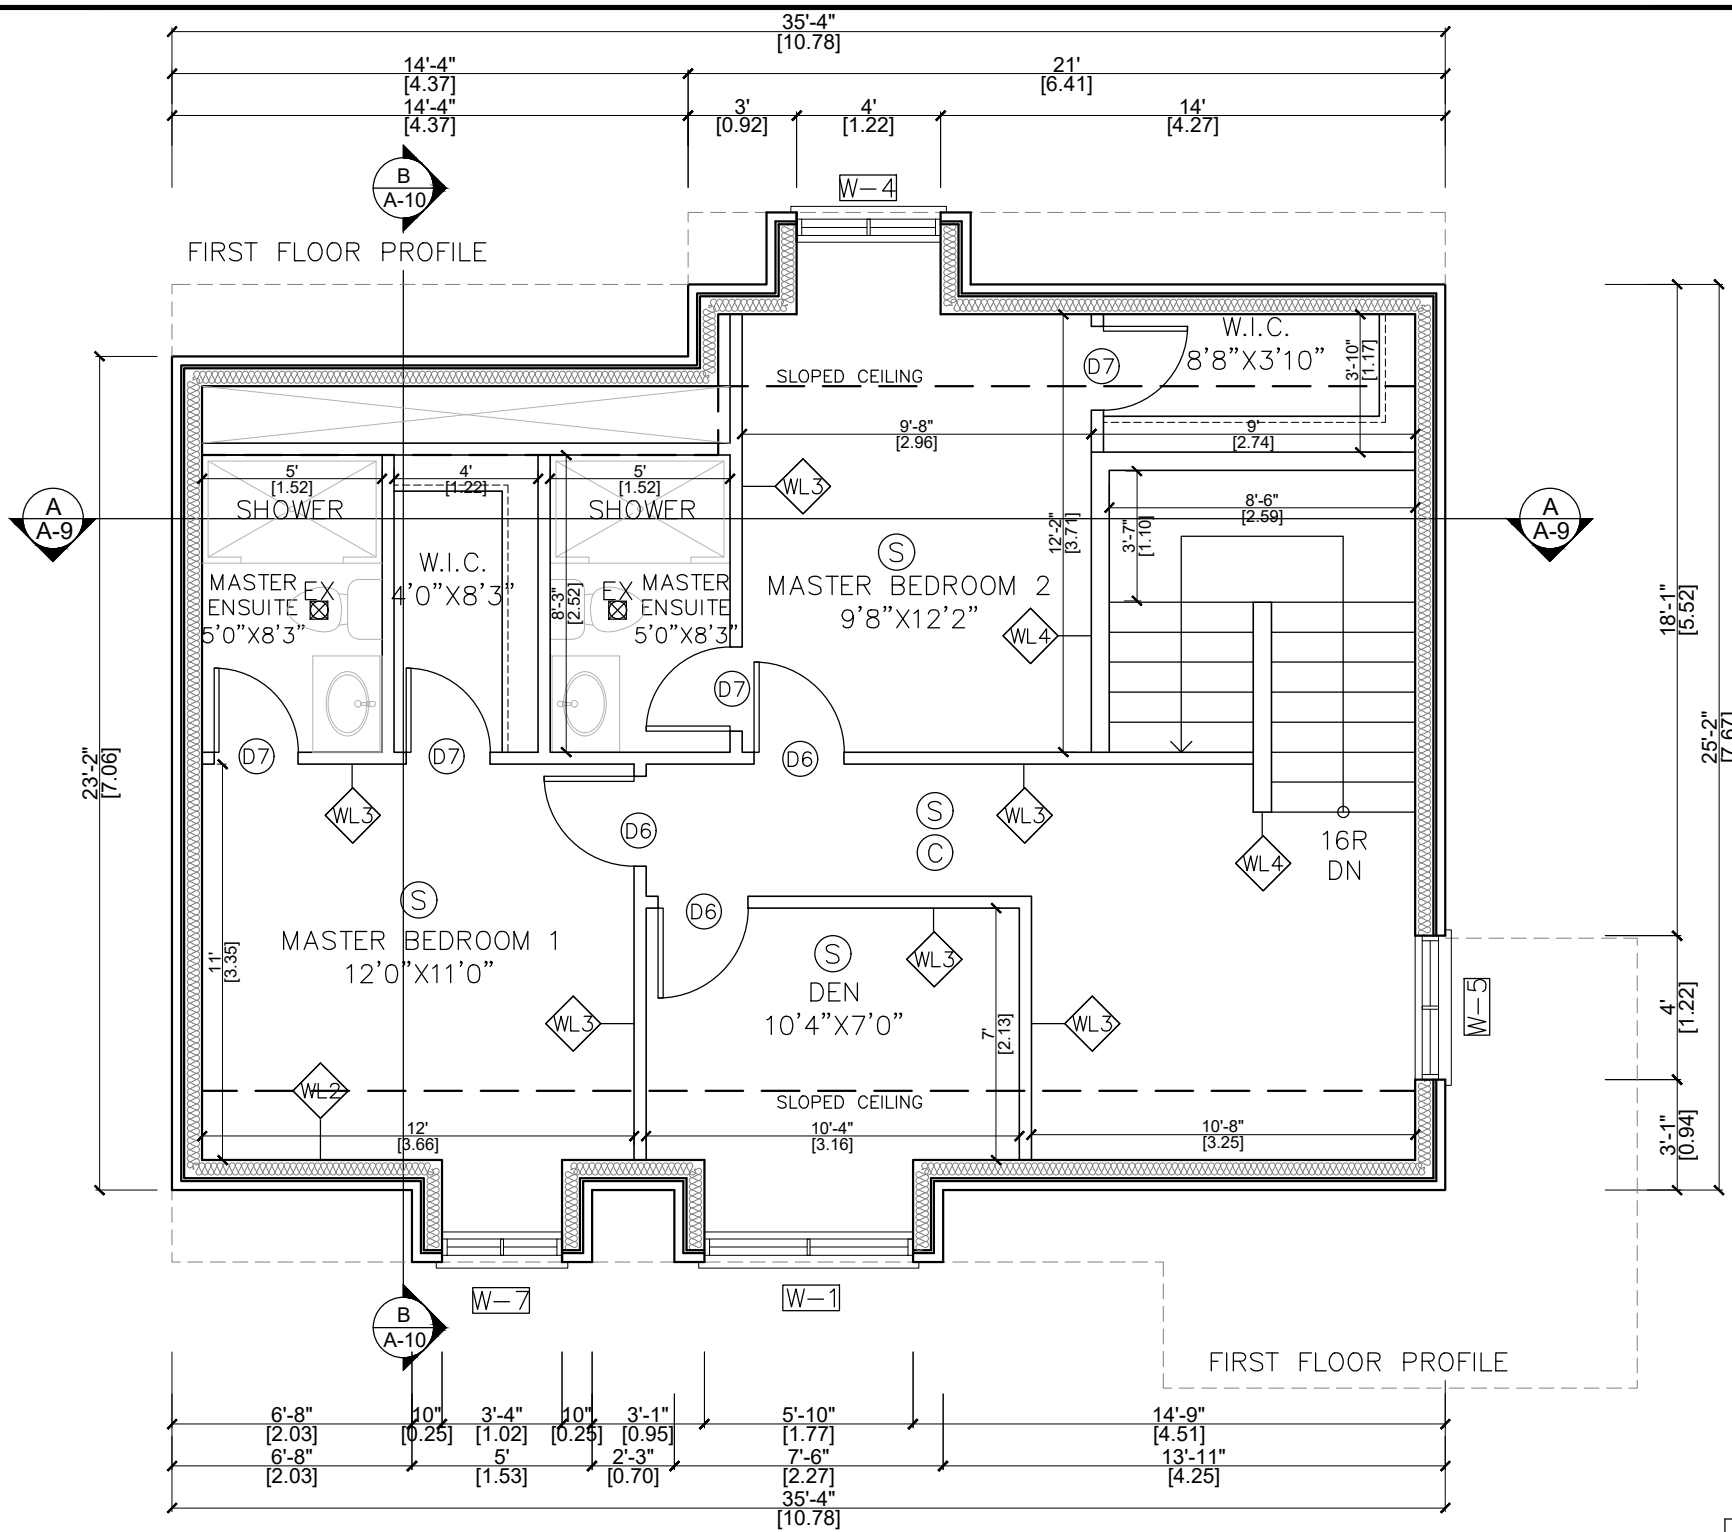 35'-4"
[10.78]
14'-4"
[4.37]
21'
[6.41]
14'-4"
[4.37]
3'
[0.92]
4'
[1.22]
14'
[4.27]
B
A-10
W-4
FIRST FLOOR PROFILE
W.I.C.
8'8"X3'10"
3'-10"
[1.17]
D7
SLOPED CEILING
9'-8"
[2.96]
9'
[2.74]
5'
[1.52]
4'
[1.22]
5'
[1.52]
WL3
SHOWER
SHOWER
A
A-9
8'-6"
[2.59]
A
A-9
12'-2"
[3.71]
3'-7"
[1.10]
S
MASTER BEDROOM 2
9'8"X12'2"
W.I.C.
4'0"X8'3"
MASTER
ENSUITE
5'0"X8'3"
EX
8'-3"
[2.52]
EX
MASTER
ENSUITE
5'0"X8'3"
WL4
18'-1"
[5.52]
D7
D7
D7
D6
23'-2"
[7.06]
25'-2"
[7.67]
WL3
D6
S
C
WL3
16R
DN
WL4
S
MASTER BEDROOM 1
12'0"X11'0"
11'
[3.35]
D6
WL3
S
DEN
10'4"X7'0"
WL3
7'
[2.13]
WL3
W-5
4'
[1.22]
WL2
SLOPED CEILING
12'
[3.66]
10'-4"
[3.16]
10'-8"
[3.25]
3'-1"
[0.94]
W-7
W-1
B
A-10
FIRST FLOOR PROFILE
6'-8"
[2.03]
10"
[0.25]
3'-4"
[1.02]
10"
[0.25]
3'-1"
[0.95]
5'-10"
[1.77]
14'-9"
[4.51]
6'-8"
[2.03]
5'
[1.53]
2'-3"
[0.70]
7'-6"
[2.27]
13'-11"
[4.25]
35'-4"
[10.78]